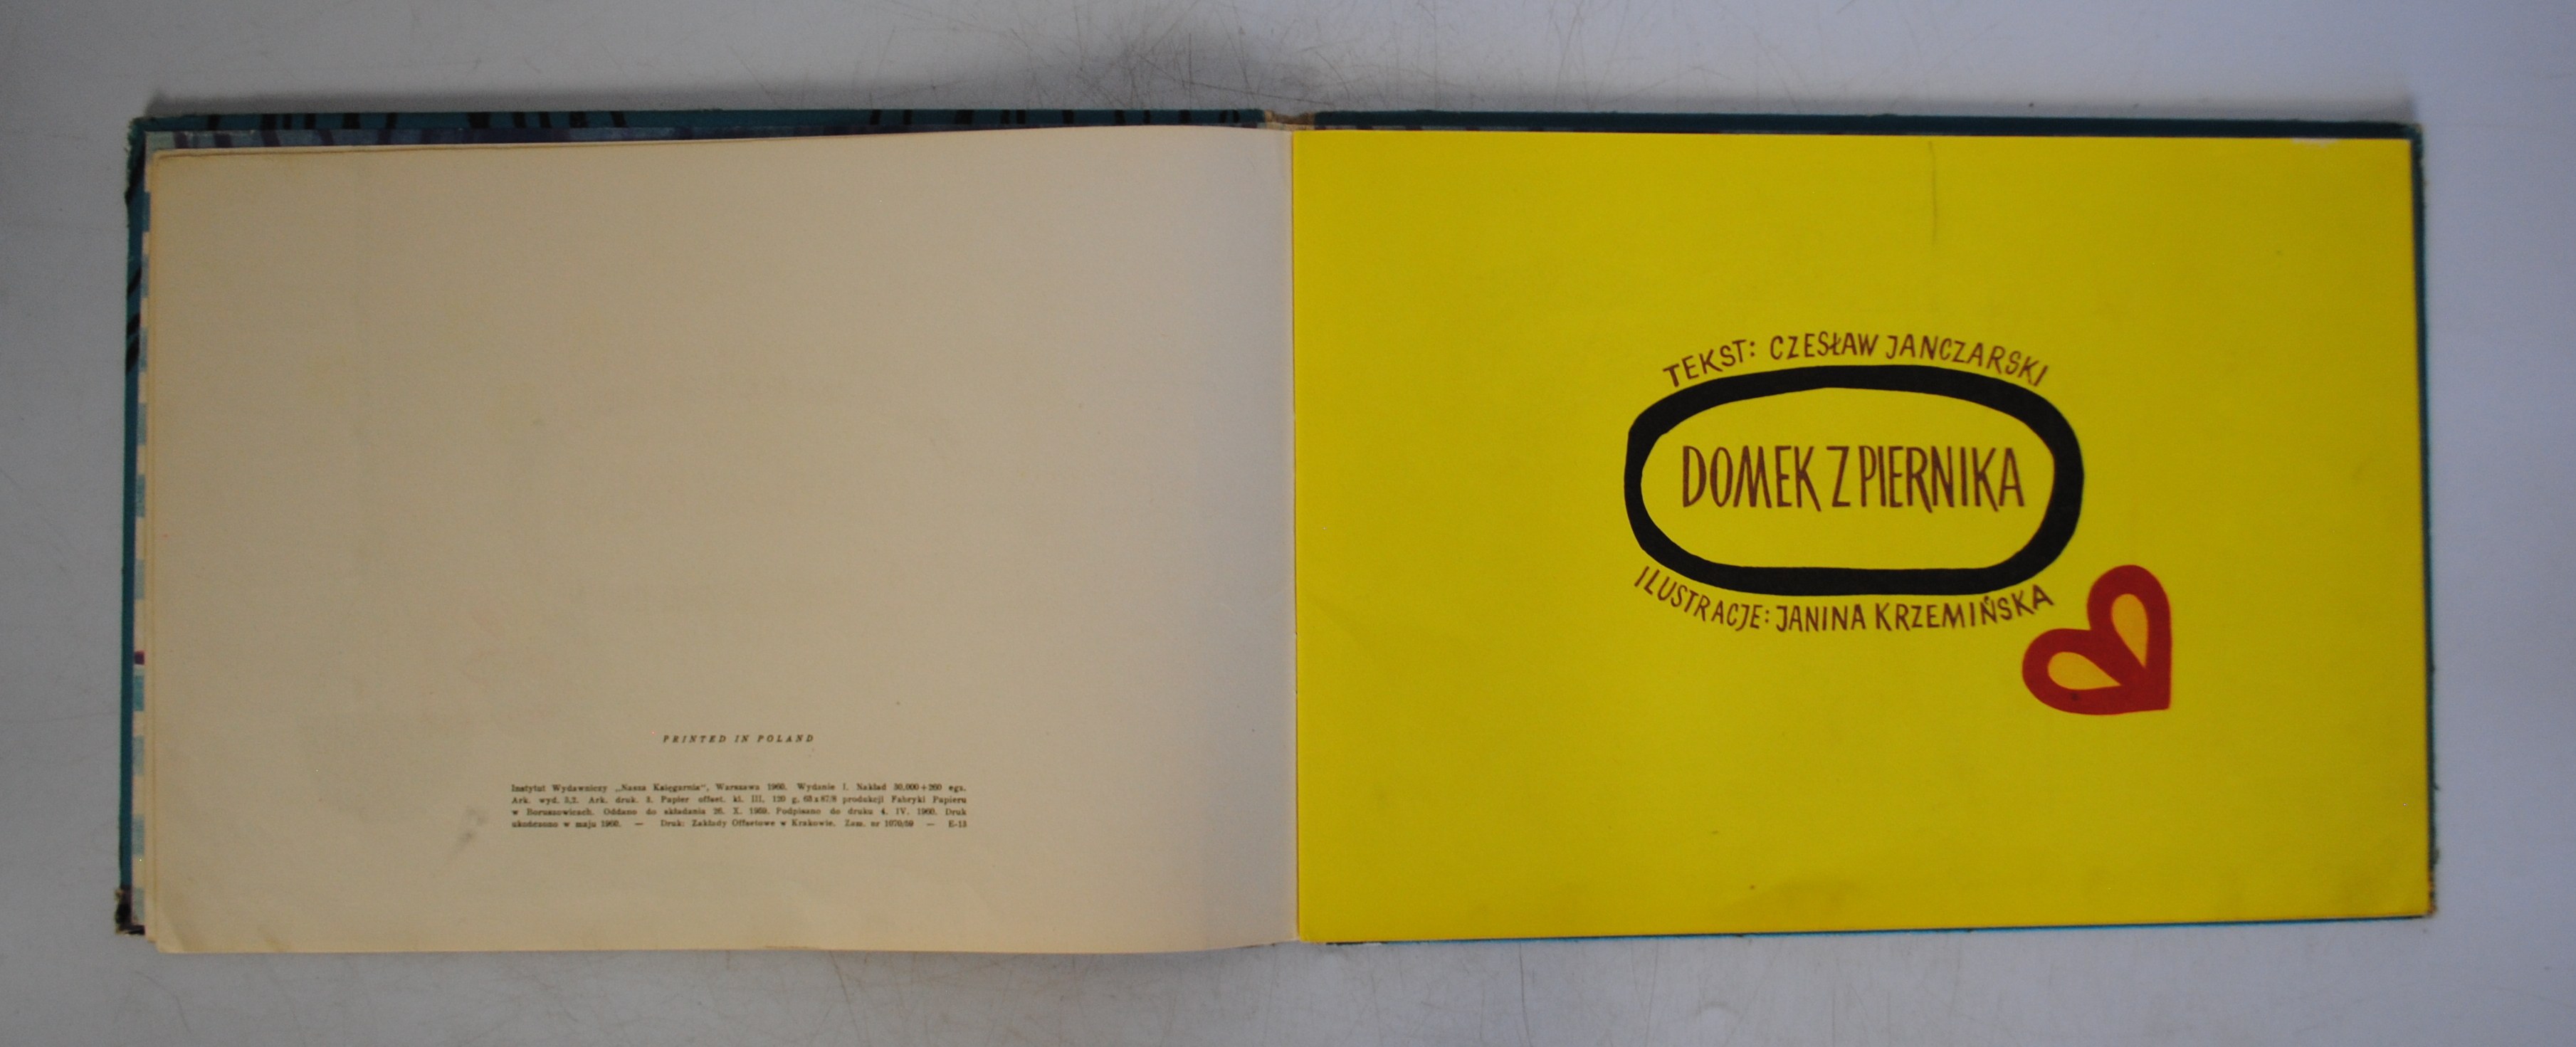 PRINTED IN POLAND
Instytut Wydawniczy „Nasza Księgarnia“, Warszawa 1960. Wydanie I. Nakład 30.000+260 egz.
Ark. wyd. 3,2. Ark. druk. 3. Papier offset. kl. III, 120 g, 63x87/8 produkcji Fabryki Papieru
w Boruszowicach. Oddano do składania 26. X. 1959. Podpisano do druku 4. IV. 1960. Druk
ukończono w maju 1960. — Druk: Zakłady Offsetowe w Krakowie. Zam. nr 1070/59 — E-13
TEKST: CZESŁAW JANCZARSKI
DOMEK Z PIERNIKA
ILUSTRACJE: JANINA KRZEMIŃSKA